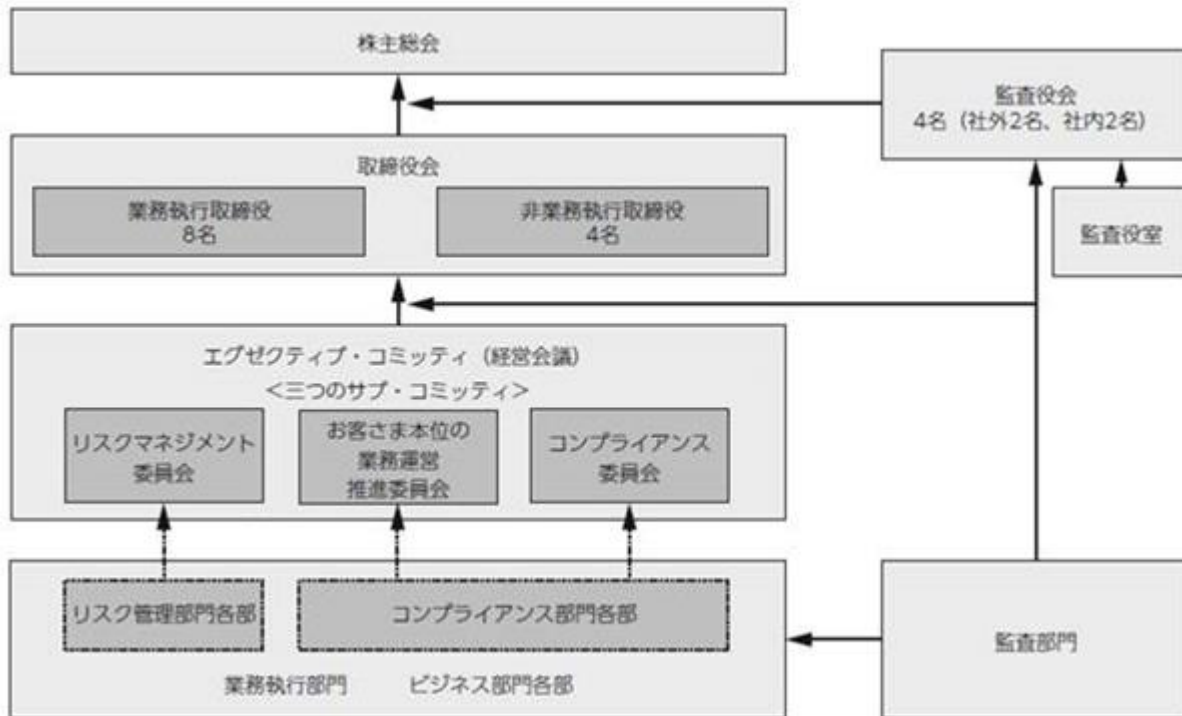 株主総会
監査役会
4名（社外2名、社内2名）
取締役会
業務執行取締役
8名
非業務執行取締役
4名
監査役室
エグゼクティブ・コミッティ（経営会議）
＜三つのサブ・コミッティ＞
リスクマネジメント
委員会
お客さま本位の
業務運営
推進委員会
コンプライアンス
委員会
リスク管理部門各部
コンプライアンス部門各部
監査部門
業務執行部門　ビジネス部門各部